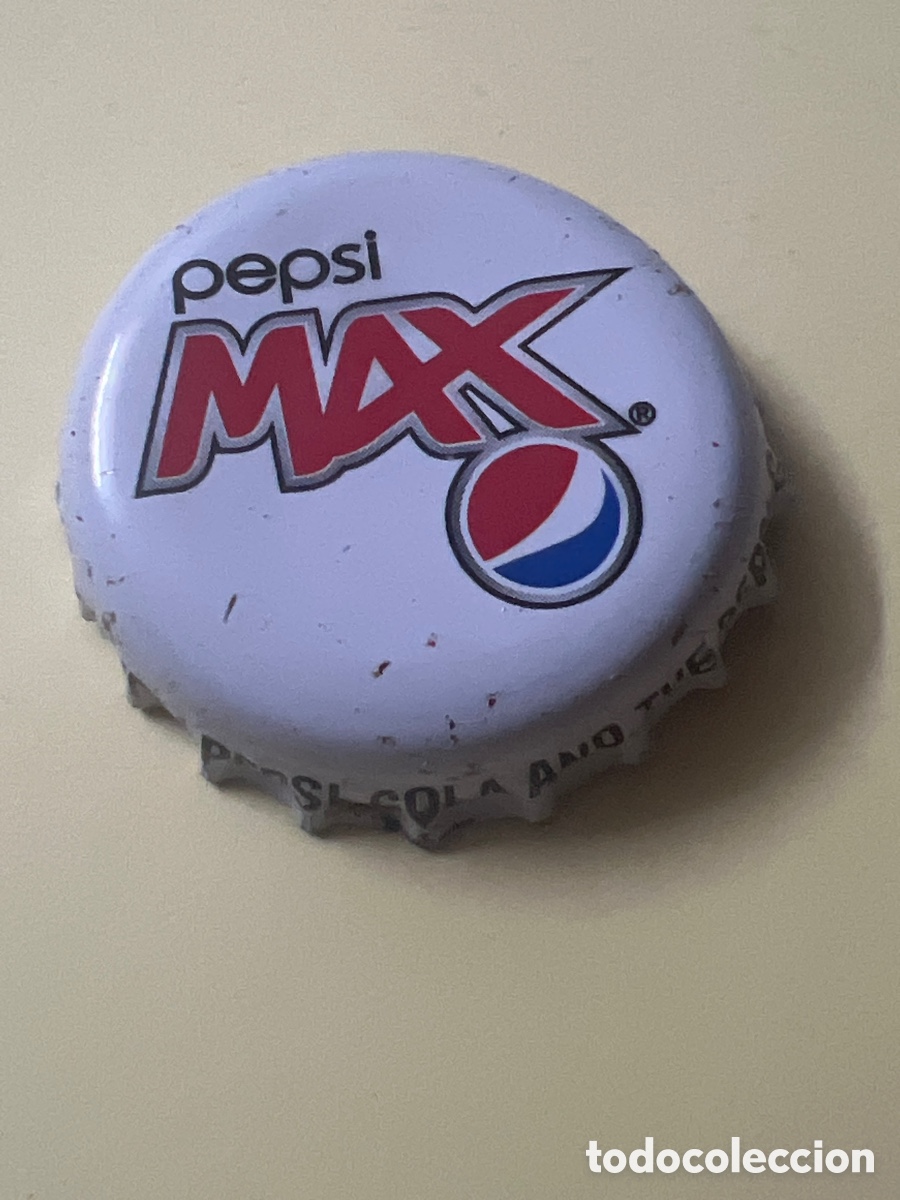 pepsi
MAX®
PEPSI-COLA AND THE
todocoleccion